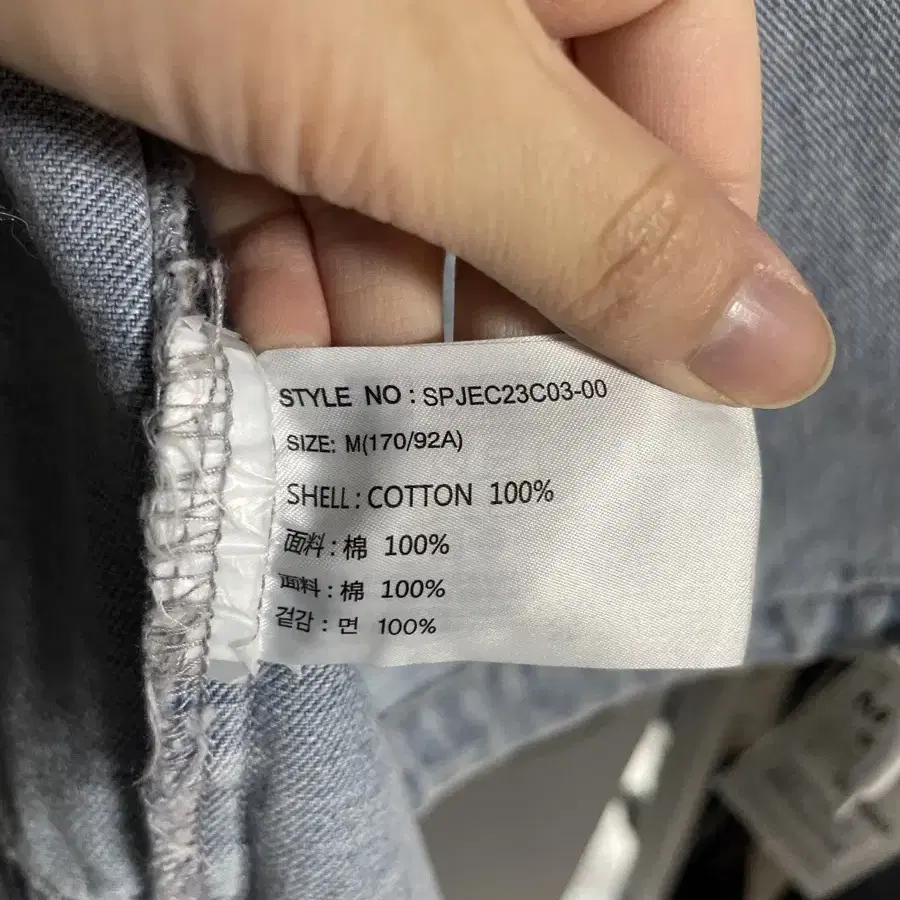 STYLE NO : SPJEC23C03-00
SIZE: M(170/92A)
SHELL : COTTON 100%
面料 : 棉 100%
面料 : 棉 100%
겉감 : 면 100%